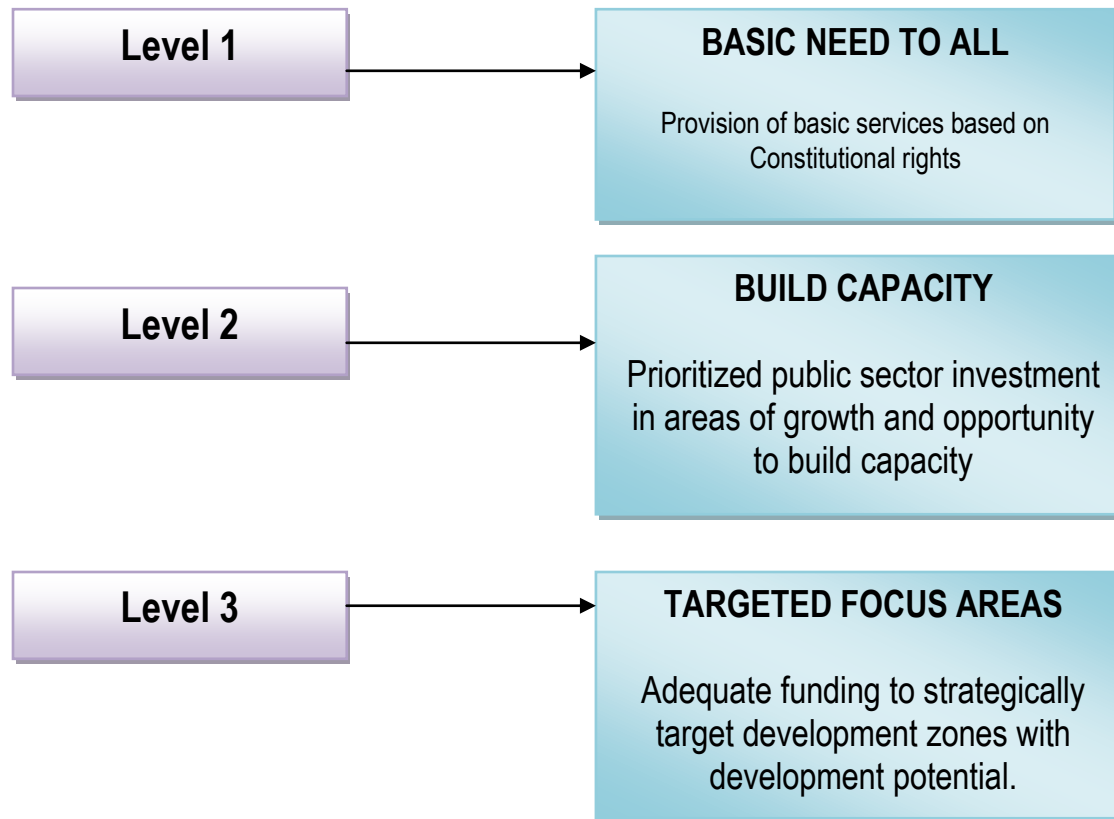 Level 1
BASIC NEED TO ALL
Provision of basic services based on
Constitutional rights
Level 2
BUILD CAPACITY
Prioritized public sector investment
in areas of growth and opportunity
to build capacity
Level 3
TARGETED FOCUS AREAS
Adequate funding to strategically
target development zones with
development potential.